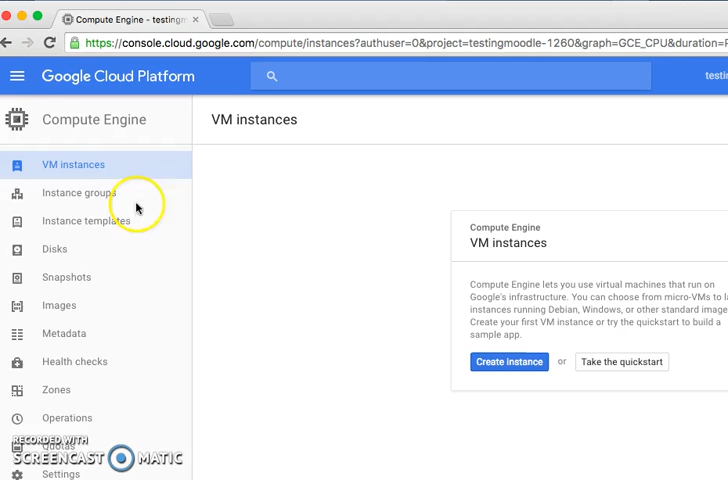 Compute Engine - testingm
https://console.cloud.google.com/compute/instances?authuser=0&project=testingmoodle-1260&graph=GCE_CPU&duration=
Google Cloud Platform
testin
Compute Engine
VM instances
VM instances
Instance groups
Instance templates
Disks
Snapshots
Images
Metadata
Health checks
Zones
Operations
Quotas
Settings
Compute Engine
VM instances
Compute Engine lets you use virtual machines that run on
Google's infrastructure. You can choose from micro-VMs to la
instances running Debian, Windows, or other standard image
Create your first VM instance or try the quickstart to build a
sample app.
Create instance or Take the quickstart
RECORDED WITH
SCREENCAST MATIC